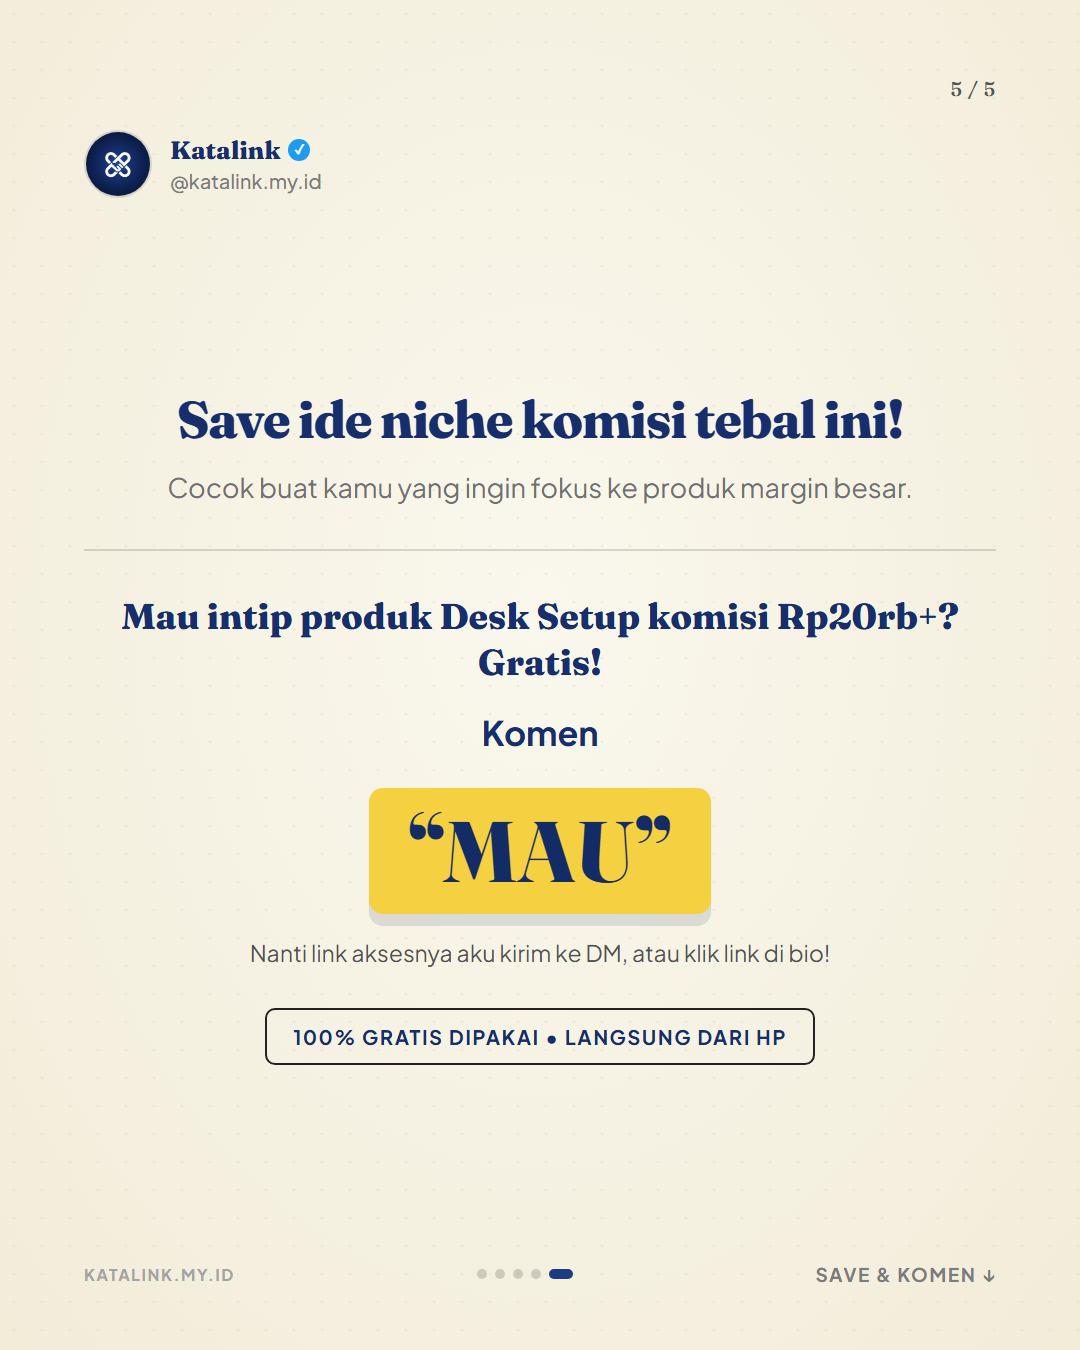 5 / 5
Katalink
@katalink.my.id
Save ide niche komisi tebal ini!
Cocok buat kamu yang ingin fokus ke produk margin besar.
Mau intip produk Desk Setup komisi Rp20rb+?
Gratis!
Komen
“MAU”
Nanti link aksesnya aku kirim ke DM, atau klik link di bio!
100% GRATIS DIPAKAI • LANGSUNG DARI HP
KATALINK.MY.ID
SAVE & KOMEN ↓